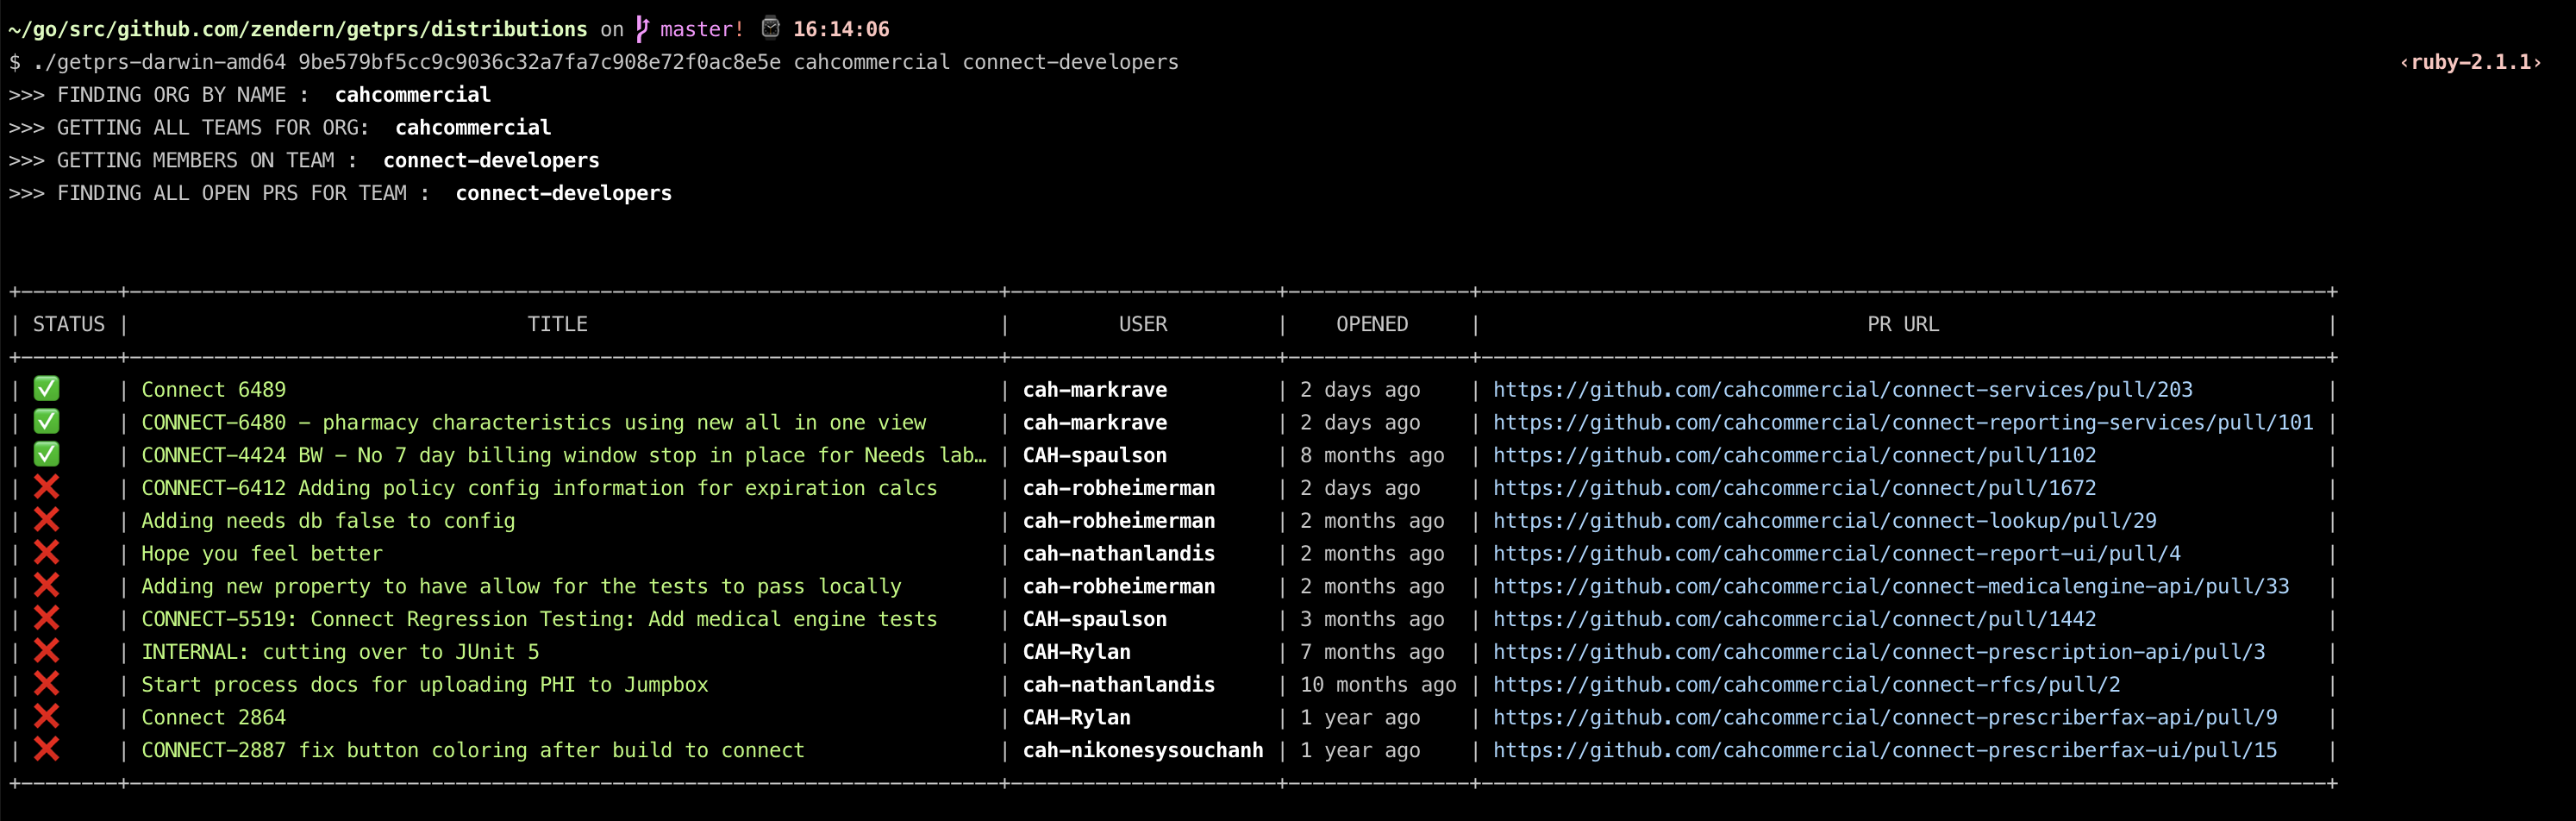 ~/go/src/github.com/zendern/getprs/distributions on master! 16:14:06
$ ./getprs-darwin-amd64 9be579bf5cc9c9036c32a7fa7c908e72f0ac8e5e cahcommercial connect-developers ‹ruby-2.1.1›
>>> FINDING ORG BY NAME :  cahcommercial
>>> GETTING ALL TEAMS FOR ORG:  cahcommercial
>>> GETTING MEMBERS ON TEAM :  connect-developers
>>> FINDING ALL OPEN PRS FOR TEAM :  connect-developers
| STATUS | TITLE | USER | OPENED | PR URL |
| ✅ | Connect 6489 | cah-markrave | 2 days ago | https://github.com/cahcommercial/connect-services/pull/203 |
| ✅ | CONNECT-6480 - pharmacy characteristics using new all in one view | cah-markrave | 2 days ago | https://github.com/cahcommercial/connect-reporting-services/pull/101 |
| ✅ | CONNECT-4424 BW - No 7 day billing window stop in place for Needs lab… | CAH-spaulson | 8 months ago | https://github.com/cahcommercial/connect/pull/1102 |
| ❌ | CONNECT-6412 Adding policy config information for expiration calcs | cah-robheimerman | 2 days ago | https://github.com/cahcommercial/connect/pull/1672 |
| ❌ | Adding needs db false to config | cah-robheimerman | 2 months ago | https://github.com/cahcommercial/connect-lookup/pull/29 |
| ❌ | Hope you feel better | cah-nathanlandis | 2 months ago | https://github.com/cahcommercial/connect-report-ui/pull/4 |
| ❌ | Adding new property to have allow for the tests to pass locally | cah-robheimerman | 2 months ago | https://github.com/cahcommercial/connect-medicalengine-api/pull/33 |
| ❌ | CONNECT-5519: Connect Regression Testing: Add medical engine tests | CAH-spaulson | 3 months ago | https://github.com/cahcommercial/connect/pull/1442 |
| ❌ | INTERNAL: cutting over to JUnit 5 | CAH-Rylan | 7 months ago | https://github.com/cahcommercial/connect-prescription-api/pull/3 |
| ❌ | Start process docs for uploading PHI to Jumpbox | cah-nathanlandis | 10 months ago | https://github.com/cahcommercial/connect-rfcs/pull/2 |
| ❌ | Connect 2864 | CAH-Rylan | 1 year ago | https://github.com/cahcommercial/connect-prescriberfax-api/pull/9 |
| ❌ | CONNECT-2887 fix button coloring after build to connect | cah-nikonesysouchanh | 1 year ago | https://github.com/cahcommercial/connect-prescriberfax-ui/pull/15 |